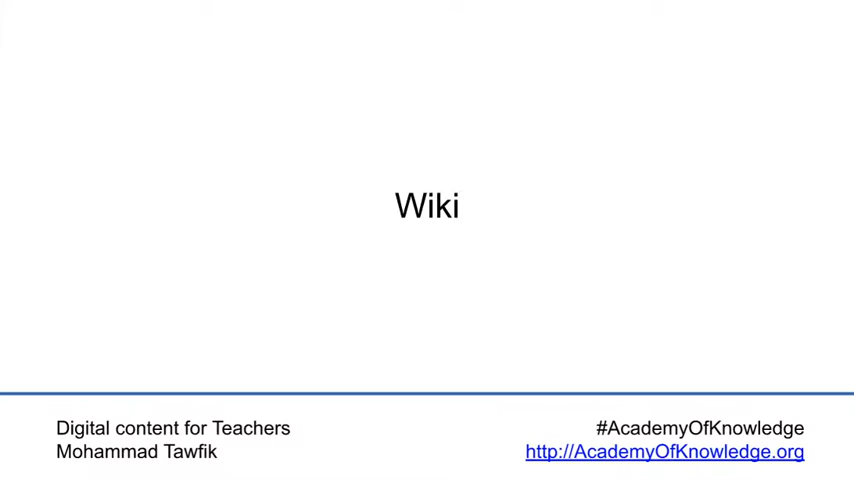 Wiki
Digital content for Teachers
Mohammad Tawfik
#AcademyOfKnowledge
http://AcademyOfKnowledge.org